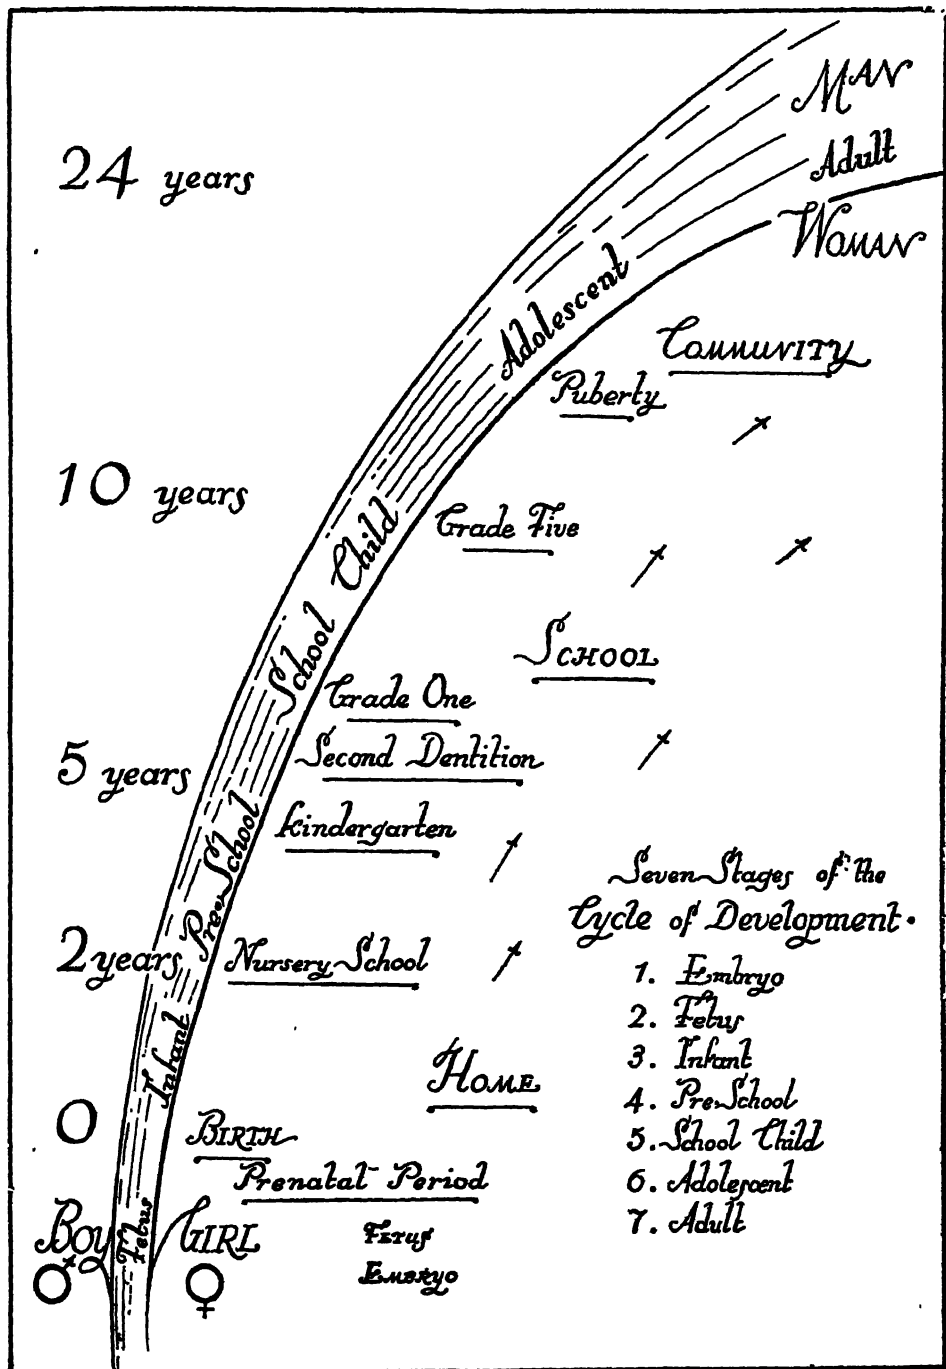 MAN
24 years
Adult
WOMAN
Adolescent
COMMUNITY
Puberty
10 years
Grade Five
School Child
SCHOOL
Grade One
Second Dentition
5 years
Kindergarten
Pre-School
Seven Stages of the
Cycle of Development.
2 years
Nursery School
1. Embryo
2. Fetus
3. Infant
4. Pre-School
5. School Child
6. Adolescent
7. Adult
Infant
HOME
0
BIRTH
Prenatal Period
BOY
Fetus
GIRL
FETUS
EMBRYO
♂
♀